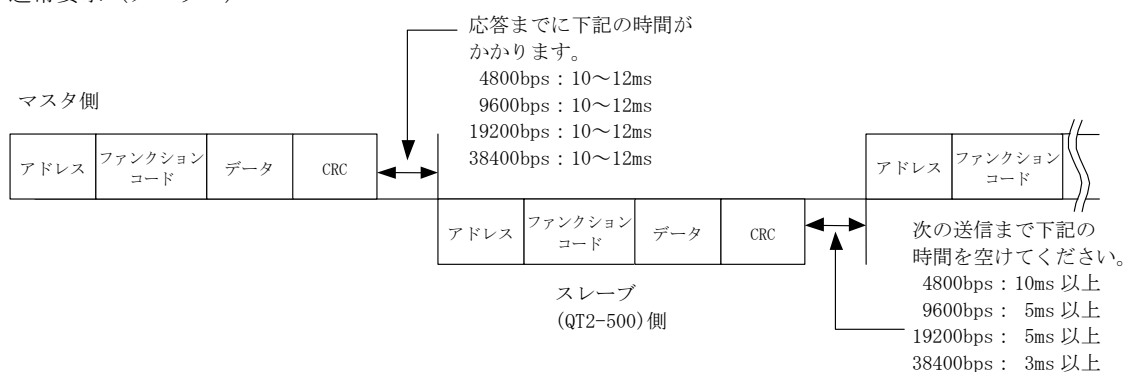 応答までに下記の時間が
かかります。
4800bps：10～12ms
9600bps：10～12ms
19200bps：10～12ms
38400bps：10～12ms
マスタ側
アドレス
ファンクション
コード
データ
CRC
アドレス
ファンクション
コード
アドレス
ファンクション
コード
データ
CRC
スレーブ
(QT2-500)側
次の送信まで下記の
時間を空けてください。
4800bps：10ms 以上
9600bps： 5ms 以上
19200bps： 5ms 以上
38400bps： 3ms 以上